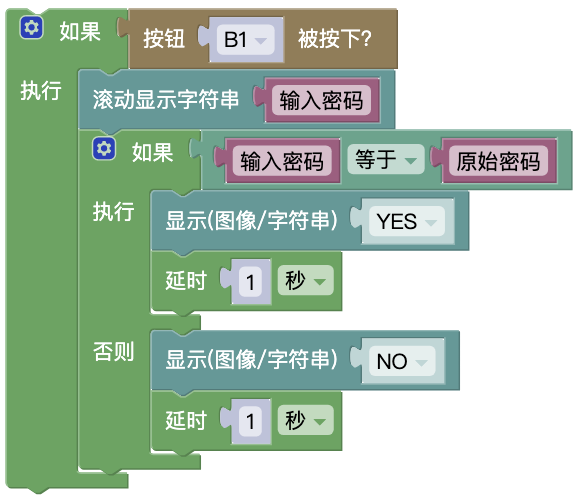 如果 按钮 B1 被按下?
执行 滚动显示字符串 输入密码
如果 输入密码 等于 原始密码
执行 显示(图像/字符串) YES
延时 1 秒
否则 显示(图像/字符串) NO
延时 1 秒